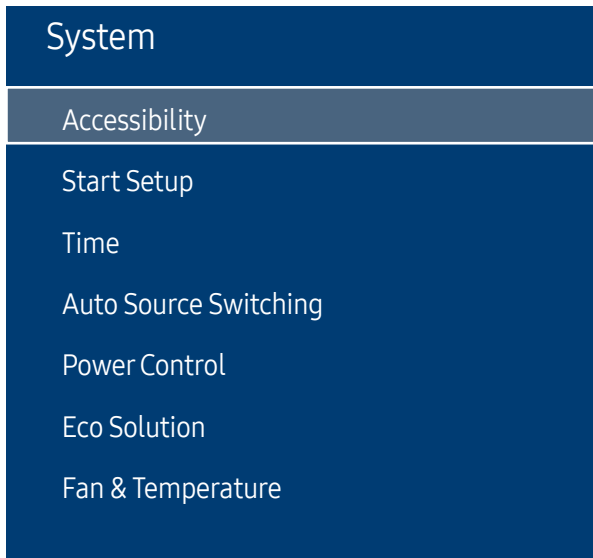 System
Accessibility
Start Setup
Time
Auto Source Switching
Power Control
Eco Solution
Fan & Temperature